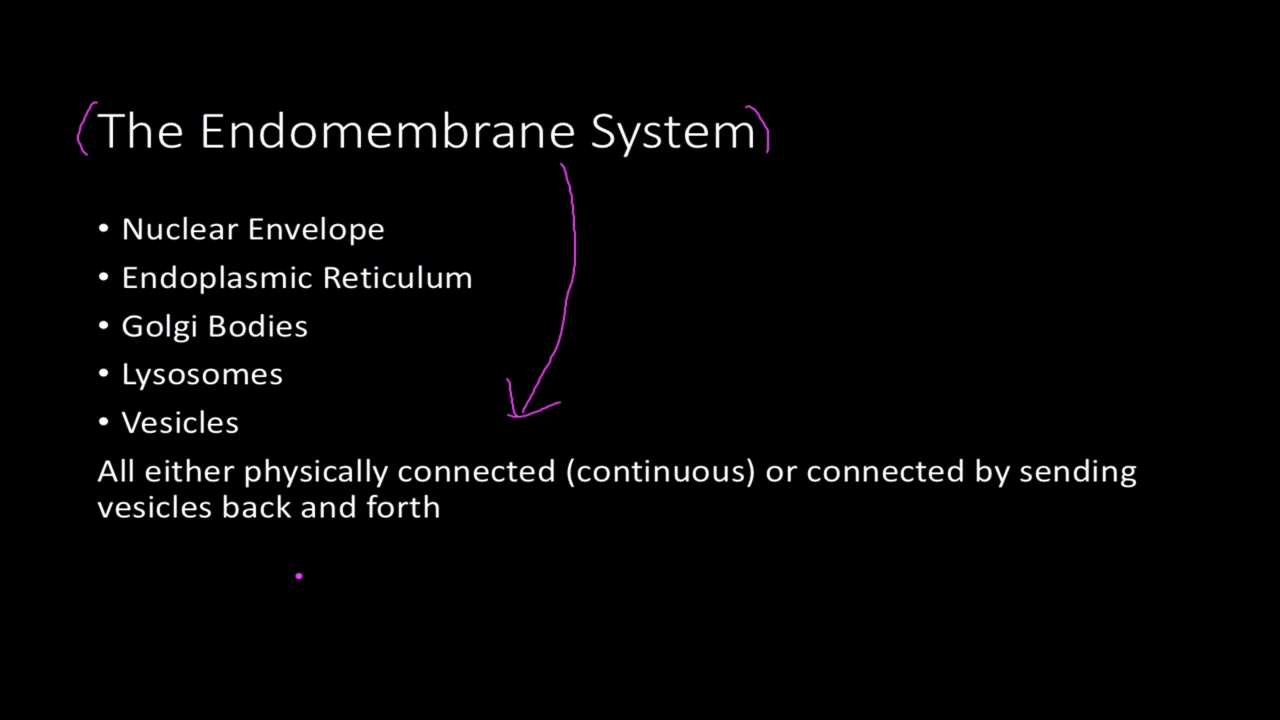 The Endomembrane System
• Nuclear Envelope
• Endoplasmic Reticulum
• Golgi Bodies
• Lysosomes
• Vesicles
All either physically connected (continuous) or connected by sending
vesicles back and forth